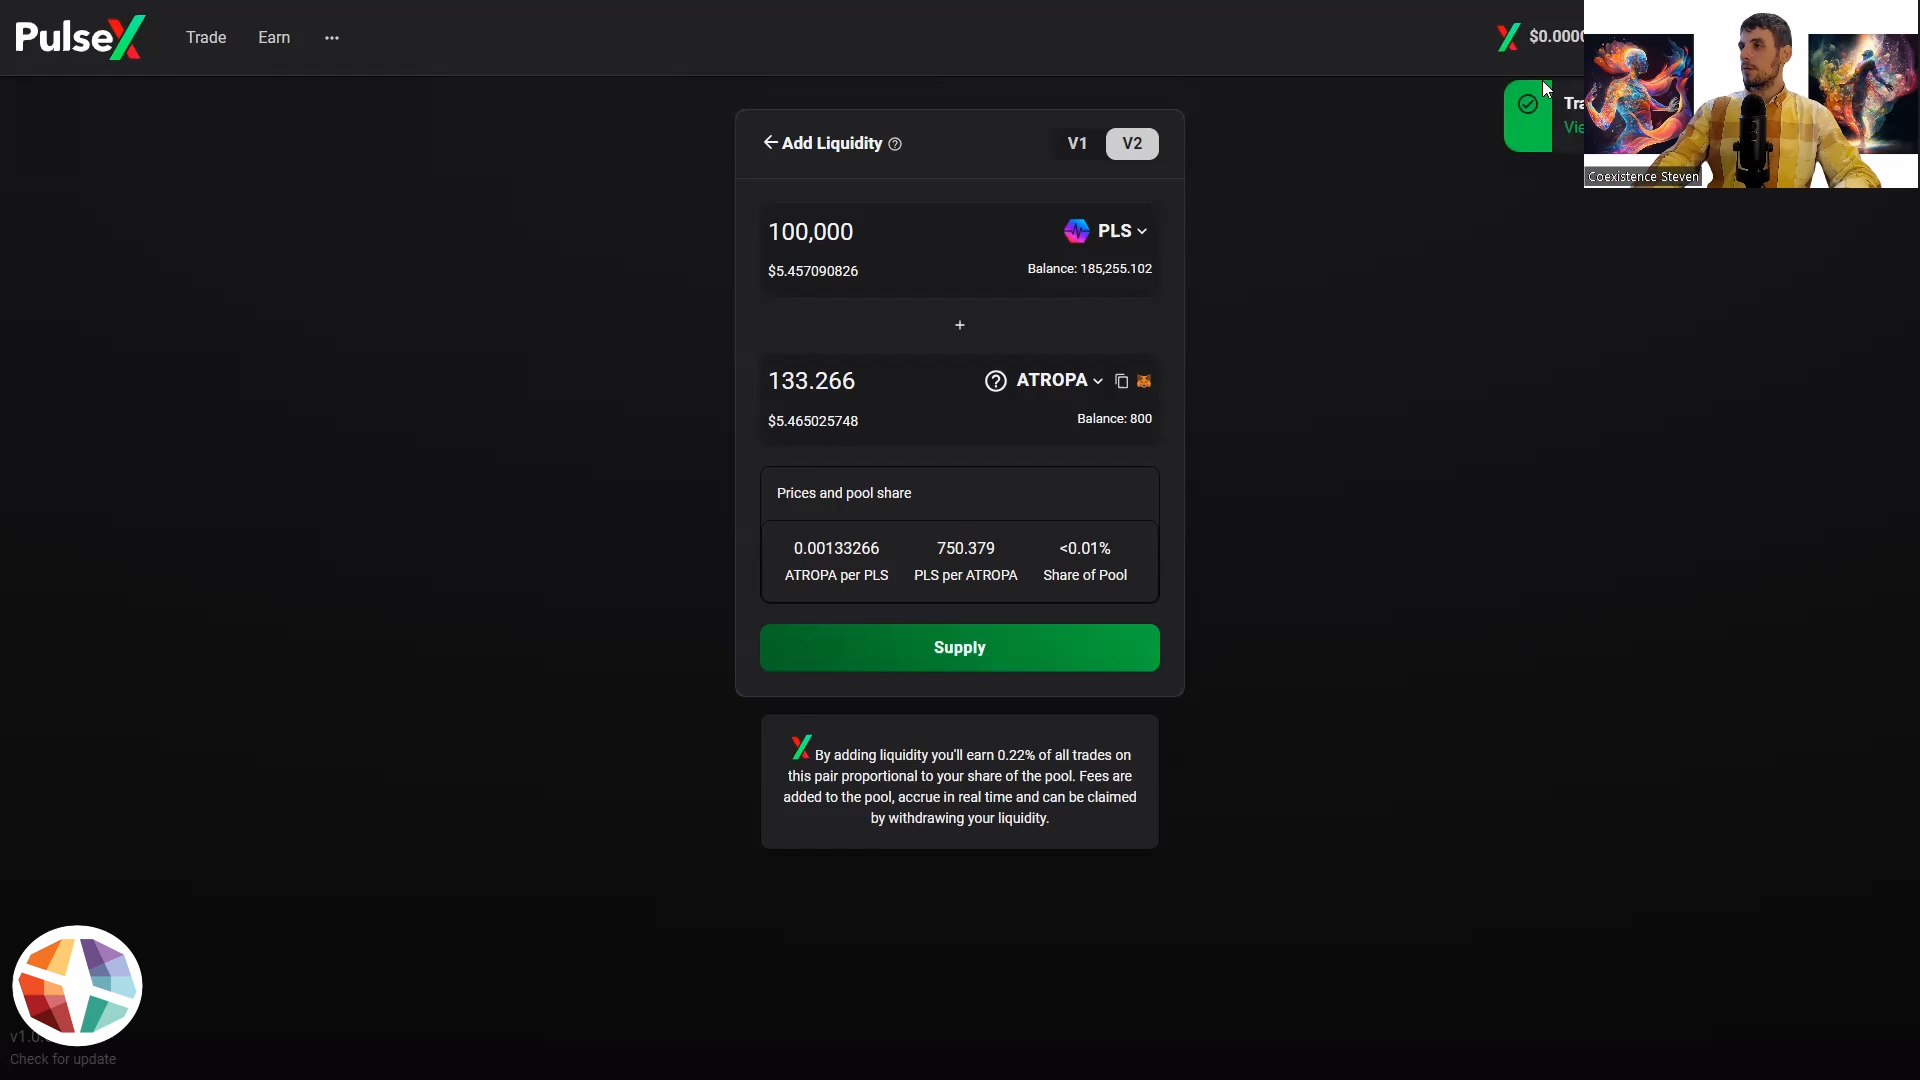 PulseX
Trade
Earn
$0.0000
Coexistence Steven
Add Liquidity
V1
V2
100,000
PLS
$5.457090826
Balance: 185,255.102
+
133.266
ATROPA
$5.465025748
Balance: 800
Prices and pool share
0.00133266
750.379
<0.01%
ATROPA per PLS
PLS per ATROPA
Share of Pool
Supply
By adding liquidity you'll earn 0.22% of all trades on
this pair proportional to your share of the pool. Fees are
added to the pool, accrue in real time and can be claimed
by withdrawing your liquidity.
Check for update